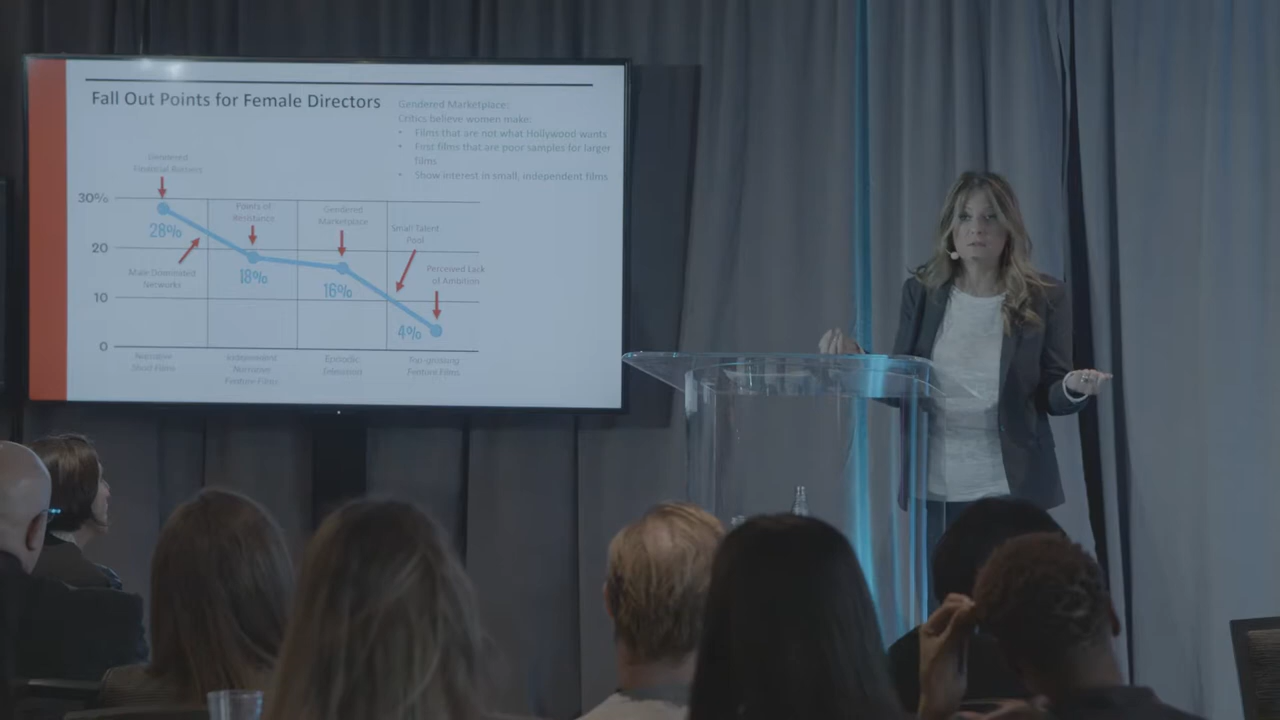 Fall Out Points for Female Directors
Gendered Marketplace:
Critics believe women make:
• Films that are not what Hollywood wants
• First films that are poor samples for larger
films
• Show interest in small, independent films
Gendered
Financial Barriers
30%
Points of
Resistance
Gendered
Marketplace
Small Talent
Pool
28%
20
Male Dominated
Networks
18%
16%
Perceived Lack
of Ambition
10
4%
0
Narrative
Short Films
Independent
Narrative
Feature Films
Episodic
Television
Top-grossing
Feature Films